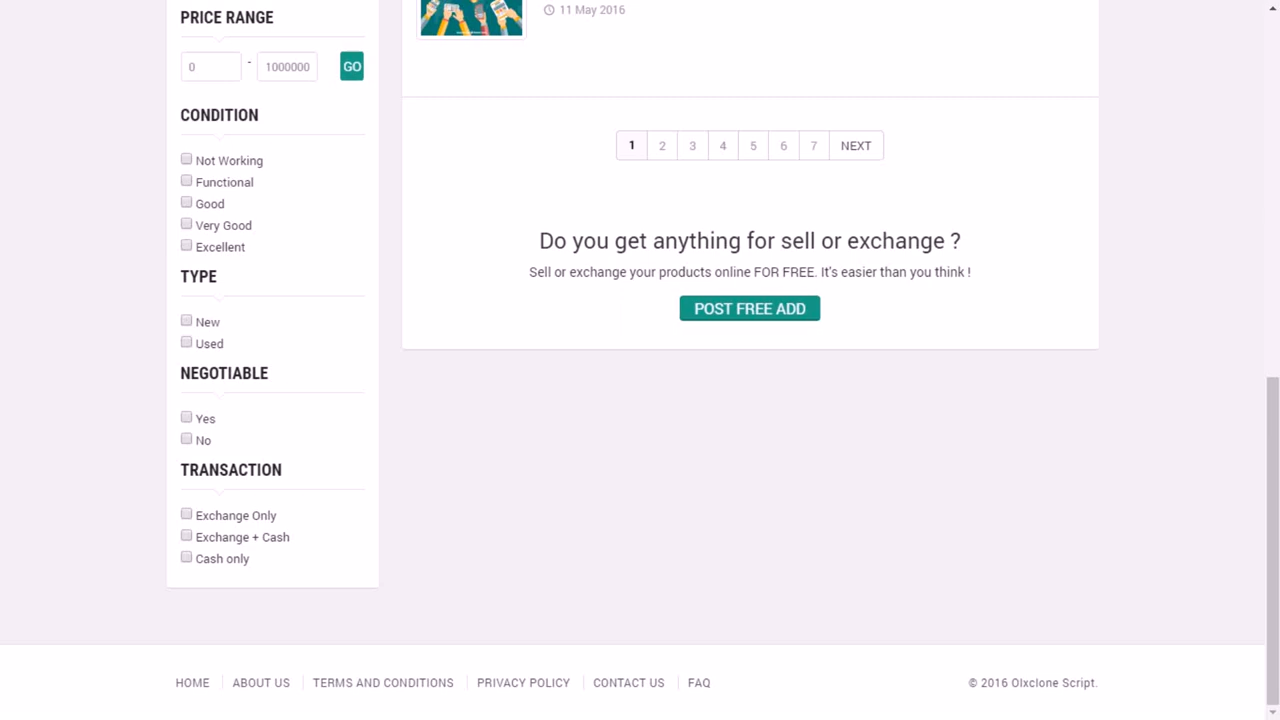 PRICE RANGE
0 - 1000000 GO
CONDITION
Not Working
Functional
Good
Very Good
Excellent
TYPE
New
Used
NEGOTIABLE
Yes
No
TRANSACTION
Exchange Only
Exchange + Cash
Cash only
11 May 2016
1 2 3 4 5 6 7 NEXT
Do you get anything for sell or exchange ?
Sell or exchange your products online FOR FREE. It's easier than you think !
POST FREE ADD
HOME ABOUT US TERMS AND CONDITIONS PRIVACY POLICY CONTACT US FAQ © 2016 Olxclone Script.